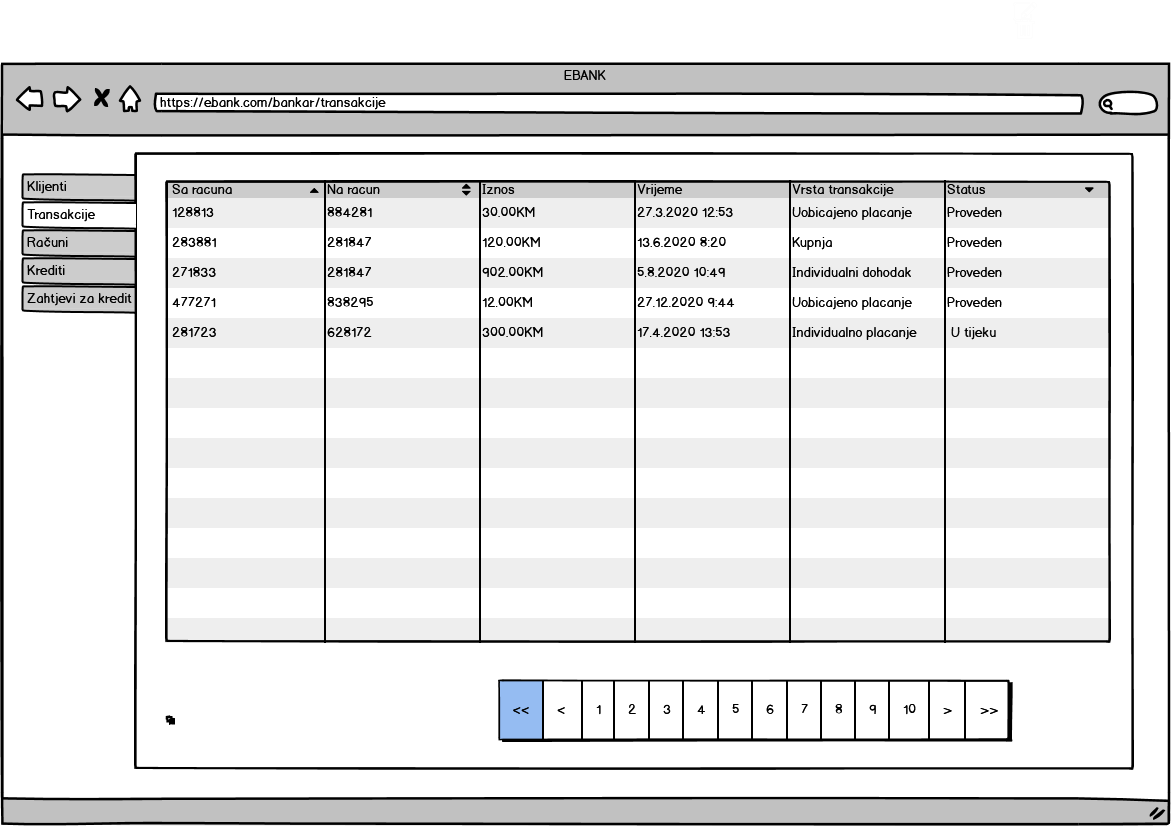 EBANK
https://ebank.com/bankar/transakcije
Klijenti
Transakcije
Računi
Krediti
Zahtjevi za kredit
Sa racuna Na racun Iznos Vrijeme Vrsta transakcije Status
128813 884281 30.00KM 27.3.2020 12:53 Uobicajeno placanje Proveden
283881 281847 120.00KM 13.6.2020 8:20 Kupnja Proveden
271833 281847 902.00KM 5.8.2020 10:49 Individualni dohodak Proveden
477271 838295 12.00KM 27.12.2020 9:44 Uobicajeno placanje Proveden
281723 628172 300.00KM 17.4.2020 13:53 Individualno placanje U tijeku
<< < 1 2 3 4 5 6 7 8 9 10 > >>